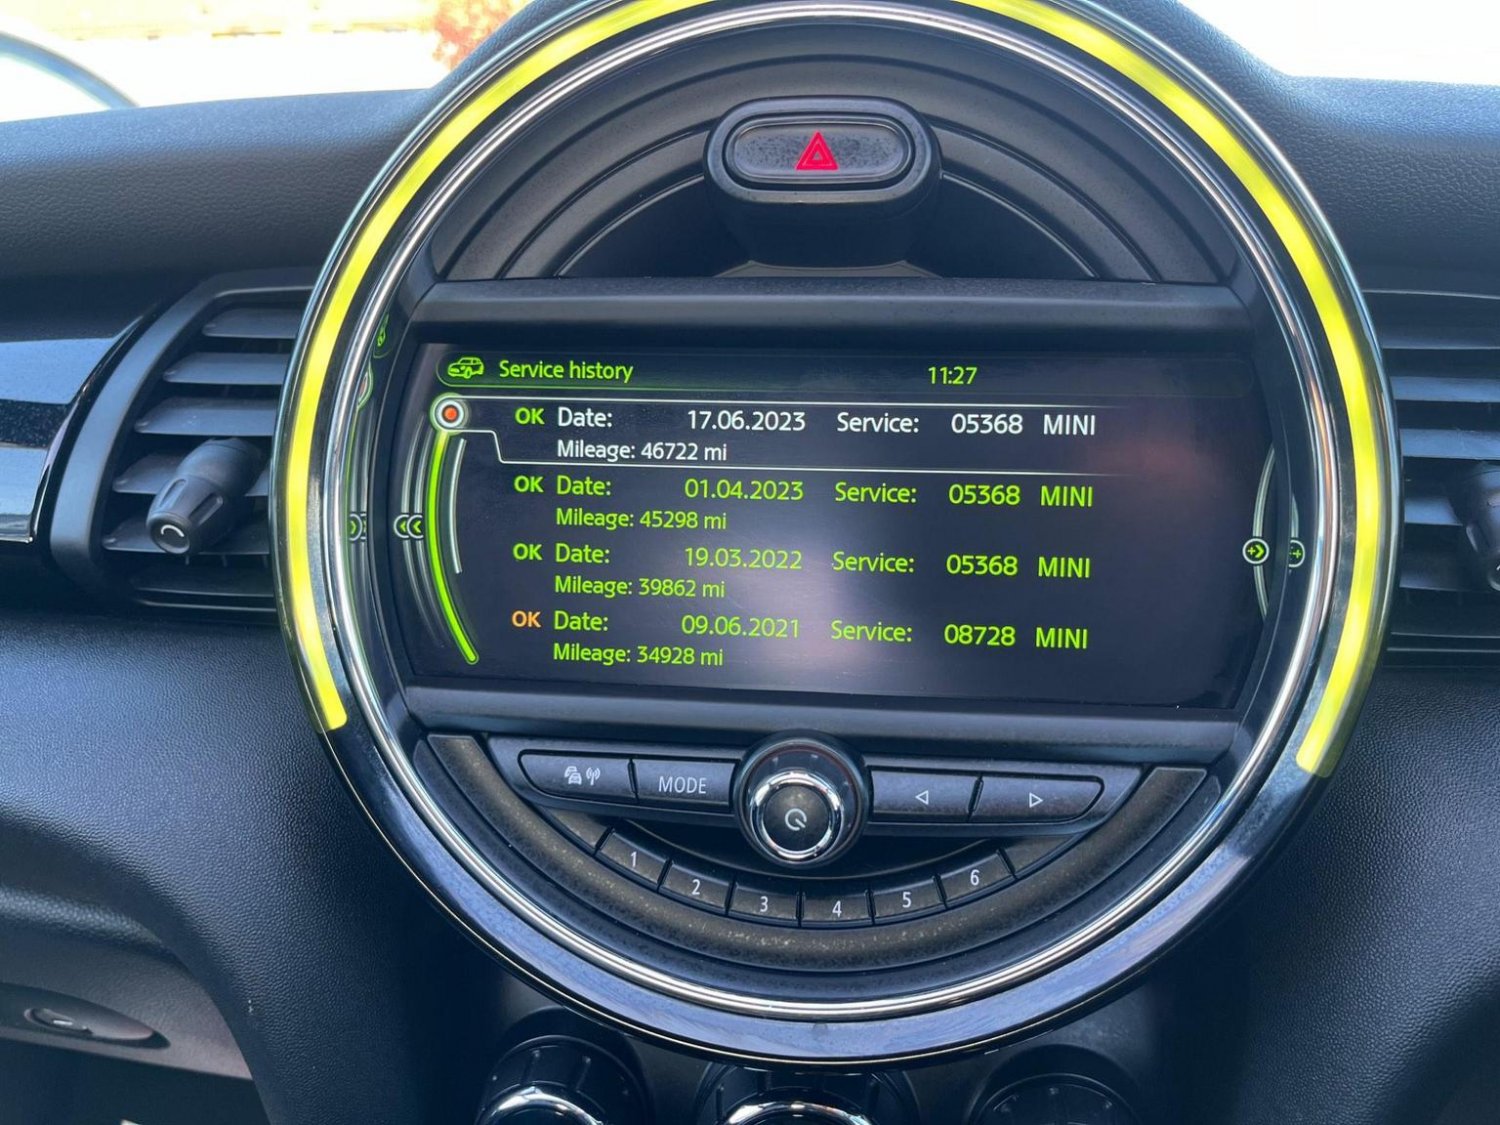 Service history 11:27
OK Date: 17.06.2023 Service: 05368 MINI
Mileage: 46722 mi
OK Date: 01.04.2023 Service: 05368 MINI
Mileage: 45298 mi
OK Date: 19.03.2022 Service: 05368 MINI
Mileage: 39862 mi
OK Date: 09.06.2021 Service: 08728 MINI
Mileage: 34928 mi
MODE
1 2 3 4 5 6